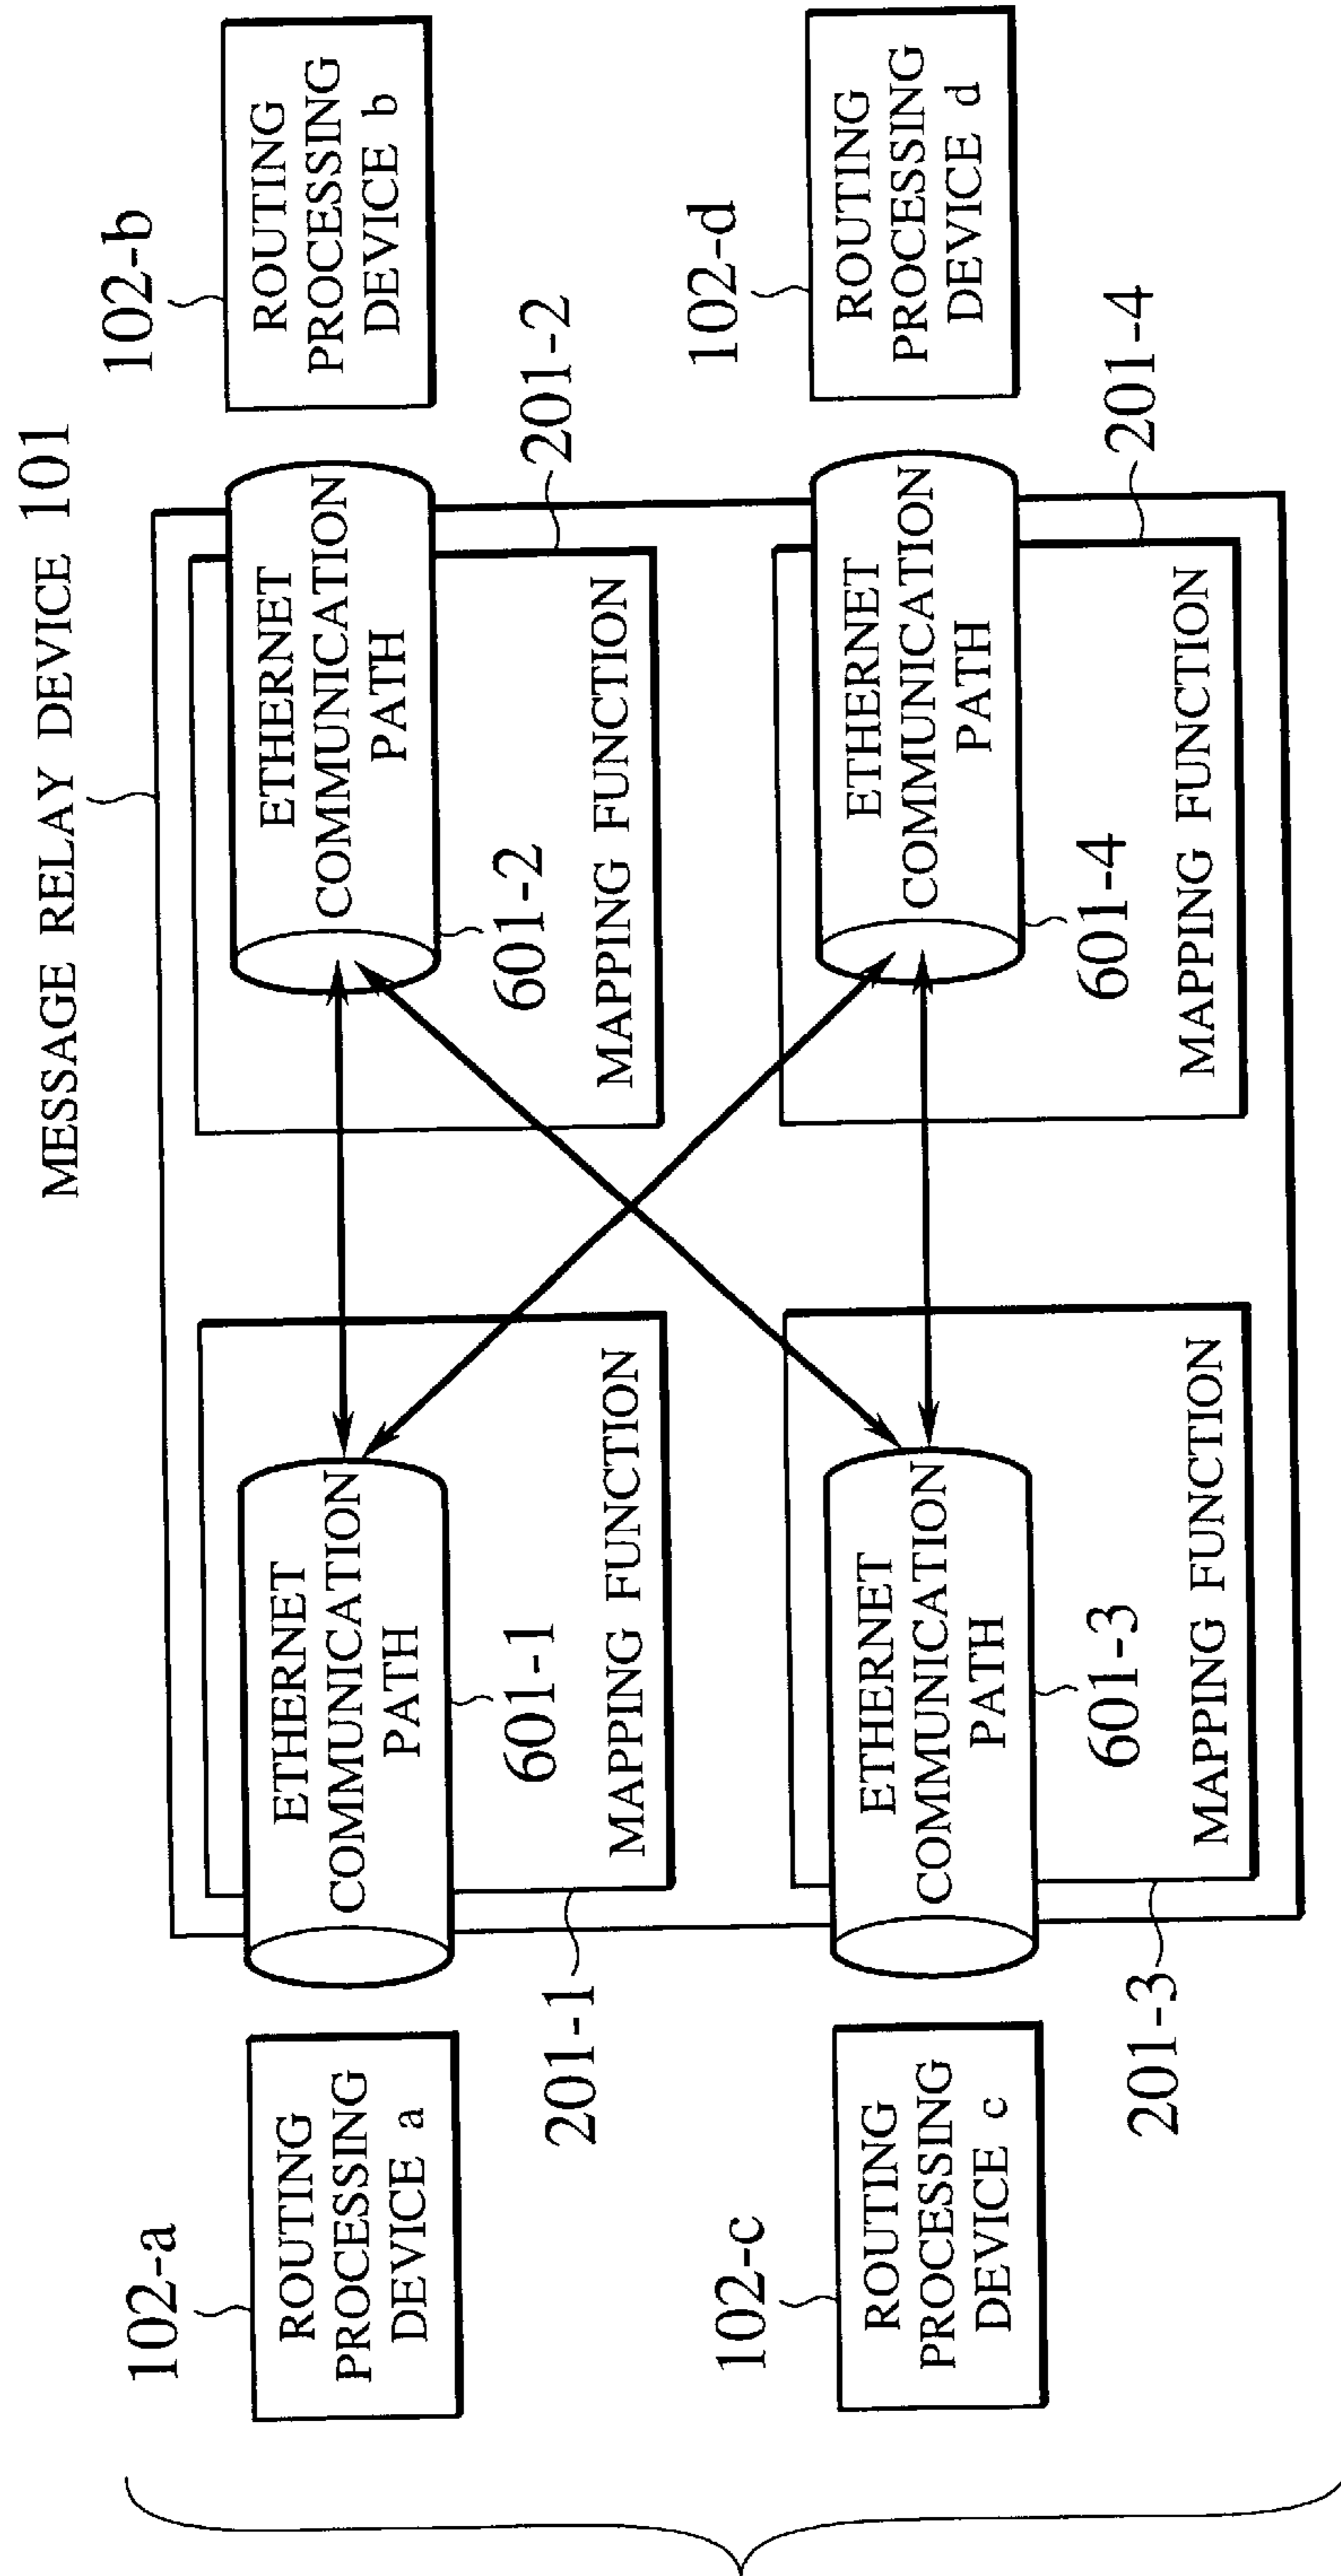 MESSAGE RELAY DEVICE 101
102-a
ROUTING
PROCESSING
DEVICE a
ETHERNET
COMMUNICATION
PATH
601-1
MAPPING FUNCTION
201-1
ETHERNET
COMMUNICATION
PATH
601-2
MAPPING FUNCTION
201-2
102-b
ROUTING
PROCESSING
DEVICE b
102-c
ROUTING
PROCESSING
DEVICE c
ETHERNET
COMMUNICATION
PATH
601-3
MAPPING FUNCTION
201-3
ETHERNET
COMMUNICATION
PATH
601-4
MAPPING FUNCTION
201-4
102-d
ROUTING
PROCESSING
DEVICE d